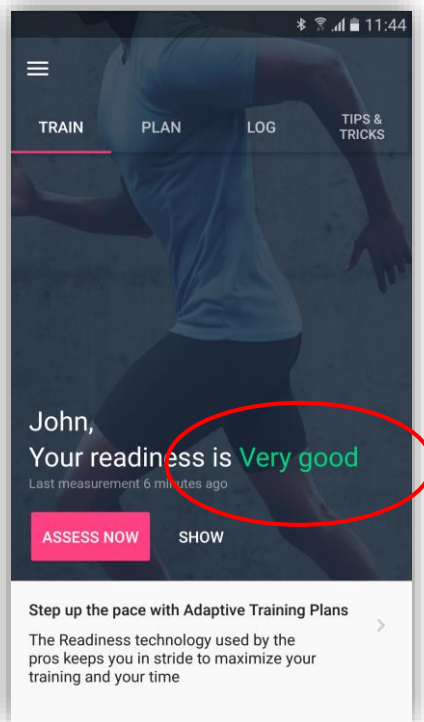 11:44
TRAIN PLAN LOG TIPS &
TRICKS
John,
Your readiness is Very good
Last measurement 6 minutes ago
ASSESS NOW SHOW
Step up the pace with Adaptive Training Plans
The Readiness technology used by the
pros keeps you in stride to maximize your
training and your time